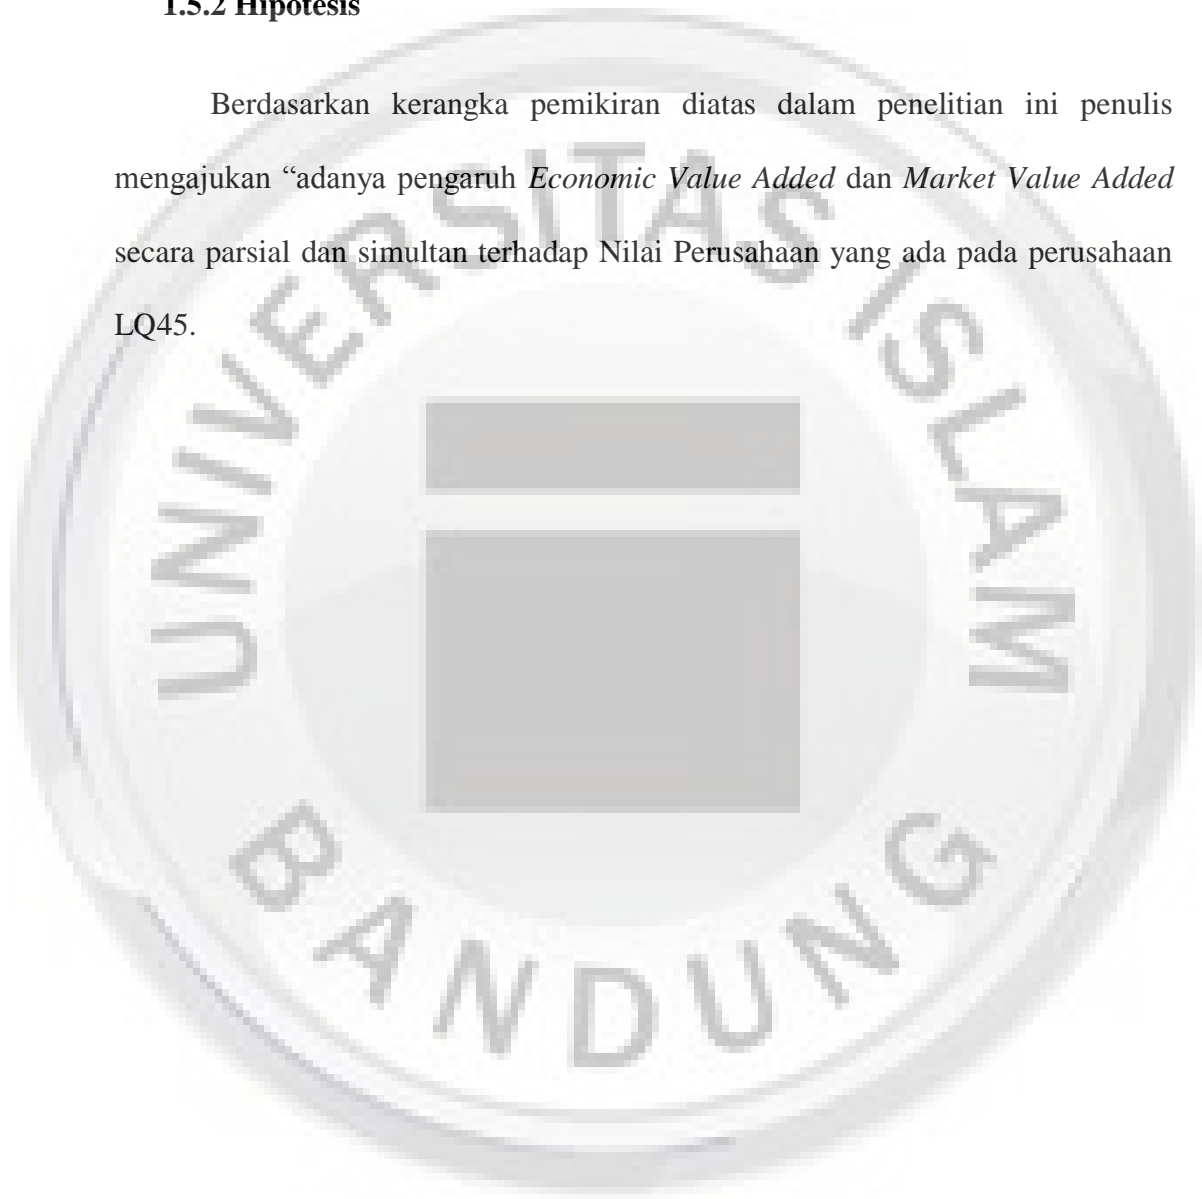 1.5.2 Hipotesis
Berdasarkan kerangka pemikiran diatas dalam penelitian ini penulis
mengajukan “adanya pengaruh Economic Value Added dan Market Value Added
secara parsial dan simultan terhadap Nilai Perusahaan yang ada pada perusahaan
LQ45.
UNIVERSITAS ISLAM
BANDUNG